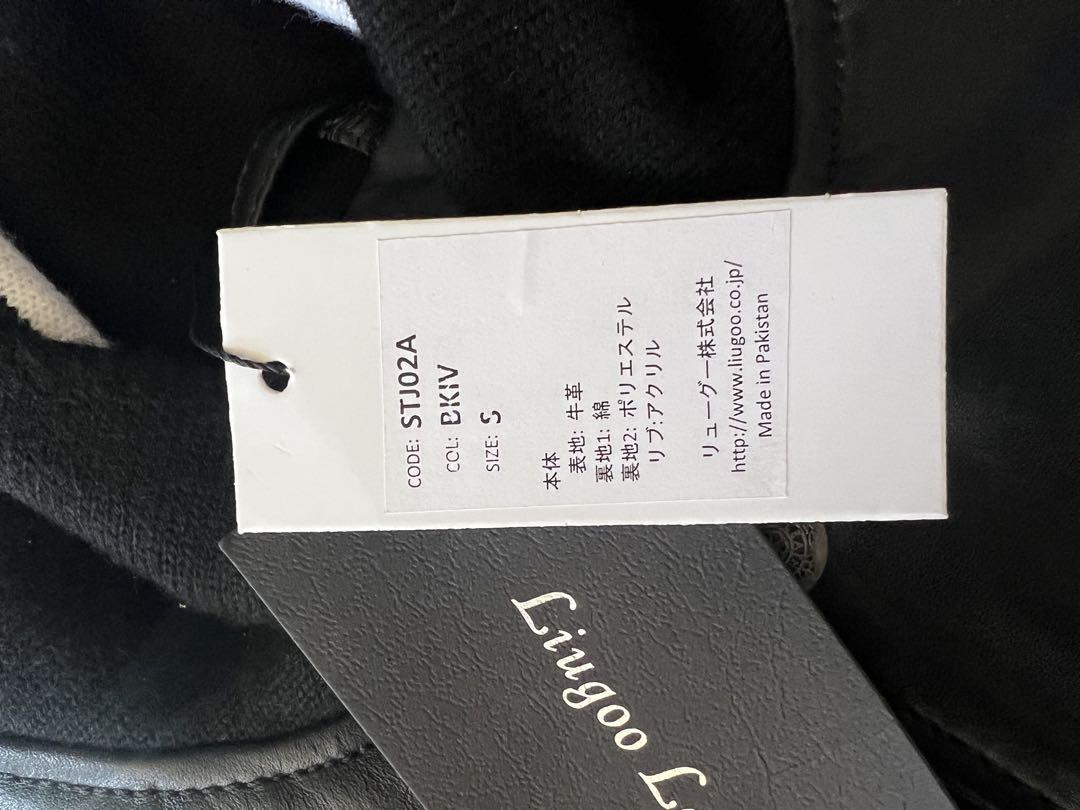 CODE: STJ02A
COL: BKIV
SIZE: S
本体
表地: 牛革
裏地1: 綿
裏地2: ポリエステル
リブ:アクリル
リューグー株式会社
http://www.liugoo.co.jp/
Made in Pakistan
Liugoo